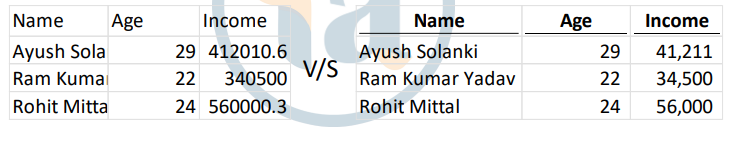 Name Age Income
Ayush Sola 29 412010.6
Ram Kuma 22 340500
Rohit Mitta 24 560000.3
V/S
Name Age Income
Ayush Solanki 29 41,211
Ram Kumar Yadav 22 34,500
Rohit Mittal 24 56,000